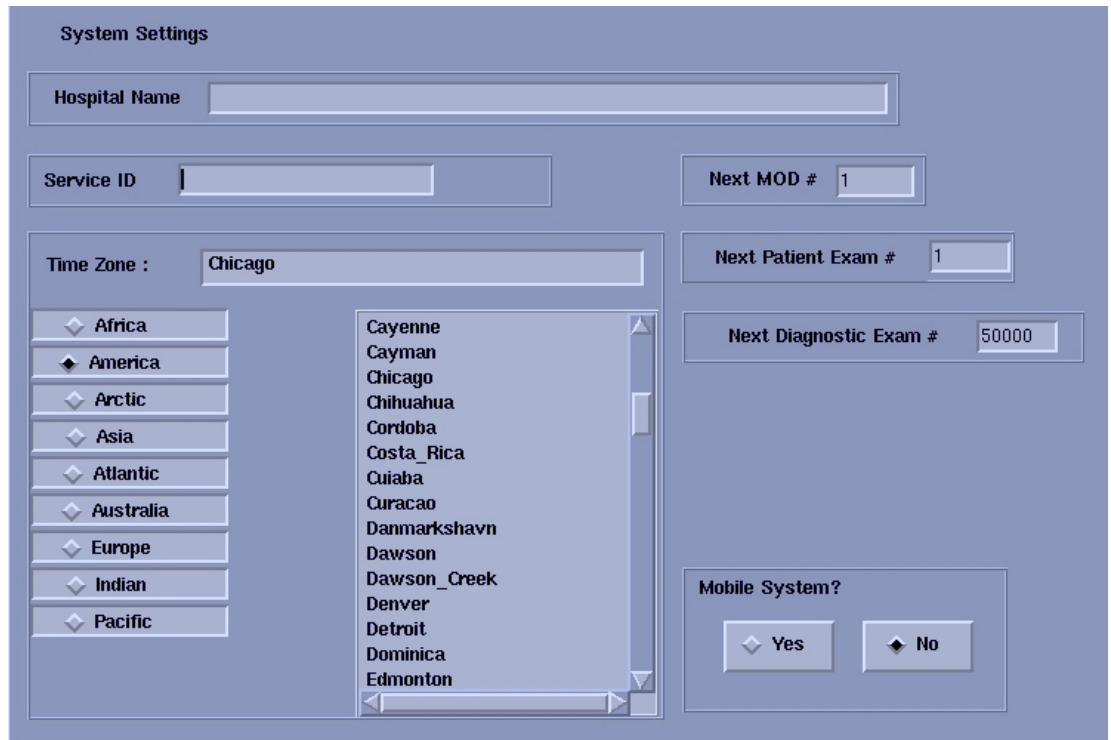 System Settings
Hospital Name
Service ID
Next MOD # 1
Time Zone : Chicago
Next Patient Exam # 1
Next Diagnostic Exam # 50000
Africa
America
Arctic
Asia
Atlantic
Australia
Europe
Indian
Pacific
Cayenne
Cayman
Chicago
Chihuahua
Cordoba
Costa_Rica
Cuiaba
Curacao
Danmarkshavn
Dawson
Dawson_Creek
Denver
Detroit
Dominica
Edmonton
Mobile System?
Yes No